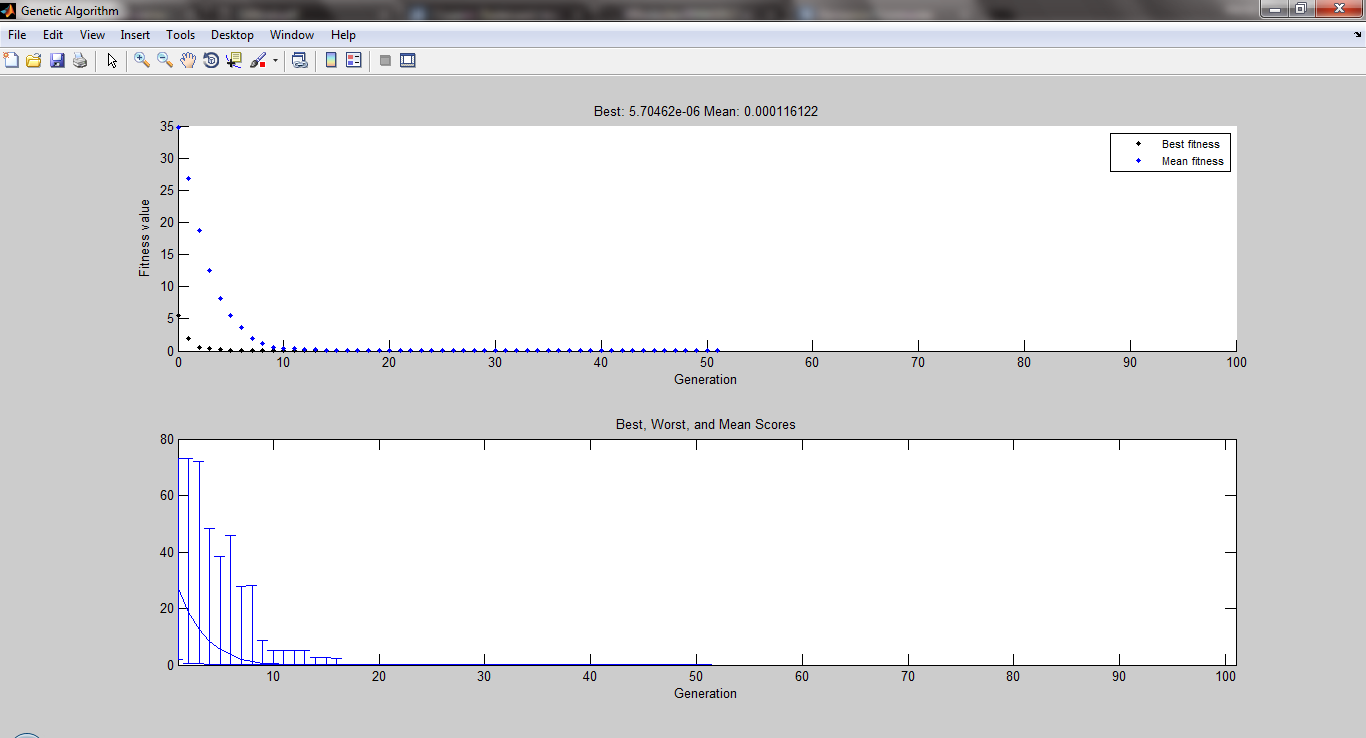 Genetic Algorithm
File Edit View Insert Tools Desktop Window Help
Best: 5.70462e-06 Mean: 0.000116122
35
30
25
20
15
10
5
0
Fitness value
Best fitness
Mean fitness
0 10 20 30 40 50 60 70 80 90 100
Generation
Best, Worst, and Mean Scores
80
60
40
20
0
10 20 30 40 50 60 70 80 90 100
Generation